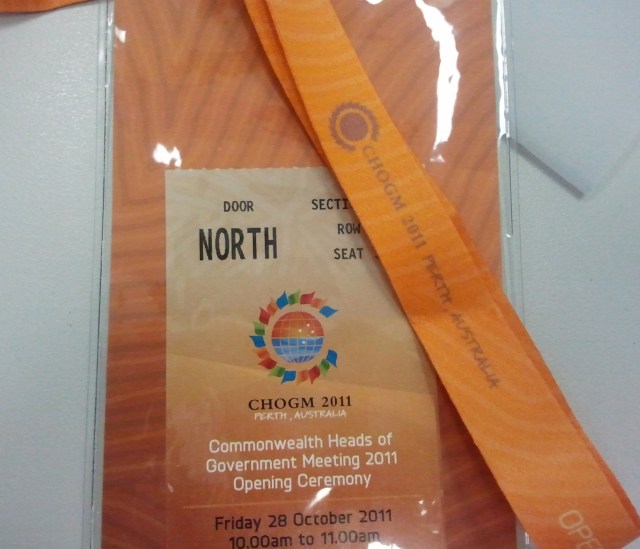 DOOR
NORTH
ROW
SEAT
CHOGM 2011
PERTH, AUSTRALIA
Commonwealth Heads of
Government Meeting 2011
Opening Ceremony
Friday 28 October 2011
10.00am to 11.00am
CHOGM 2011 PERTH, AUSTRALIA